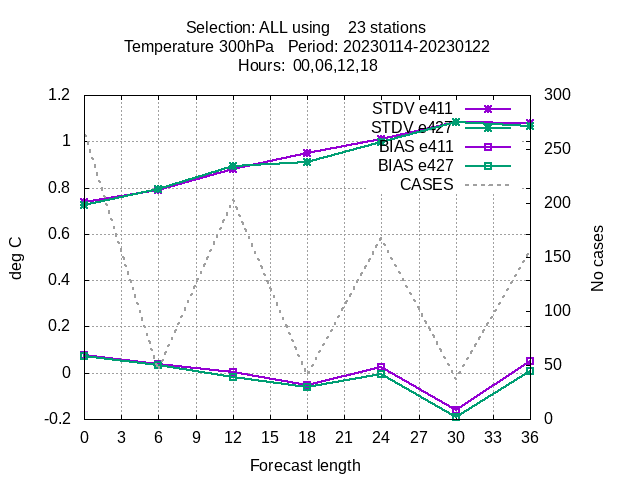 Selection: ALL using    23 stations
Temperature 300hPa   Period: 20230114-20230122
Hours:  00,06,12,18
1.2
1
0.8
0.6
0.4
0.2
0
-0.2
deg C
STDV e411
STDV e427
BIAS e411
BIAS e427
CASES
300
250
200
150
100
50
0
No cases
0 3 6 9 12 15 18 21 24 27 30 33 36
Forecast length